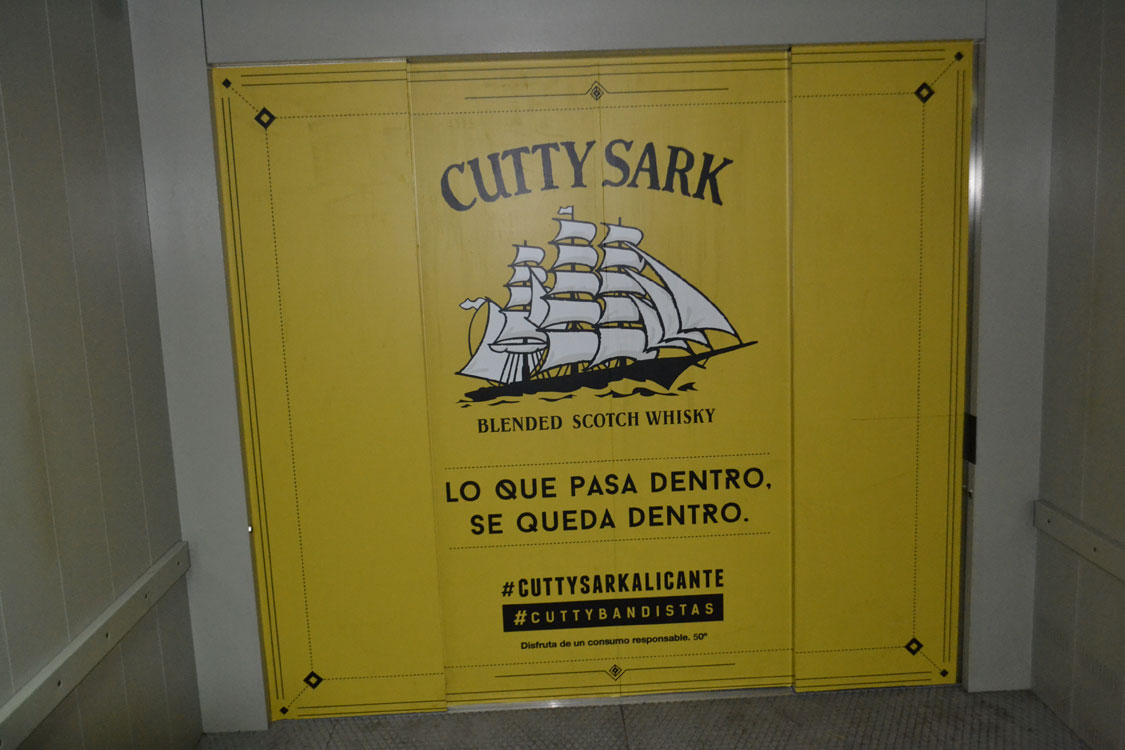 CUTTY SARK
BLENDED SCOTCH WHISKY
LO QUE PASA DENTRO,
SE QUEDA DENTRO.
#CUTTYSARKALICANTE
#CUTTYBANDISTAS
Disfruta de un consumo responsable. 50º